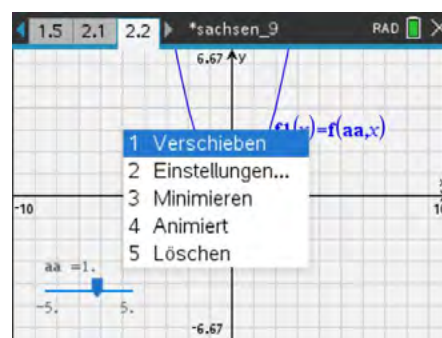 1.5 2.1 2.2 *sachsen_9 RAD
6.67 y
f1(x)=f(aa,x)
1 Verschieben
2 Einstellungen...
3 Minimieren
4 Animiert
5 Löschen
-10
x
aa =1.
-5. 5.
-6.67